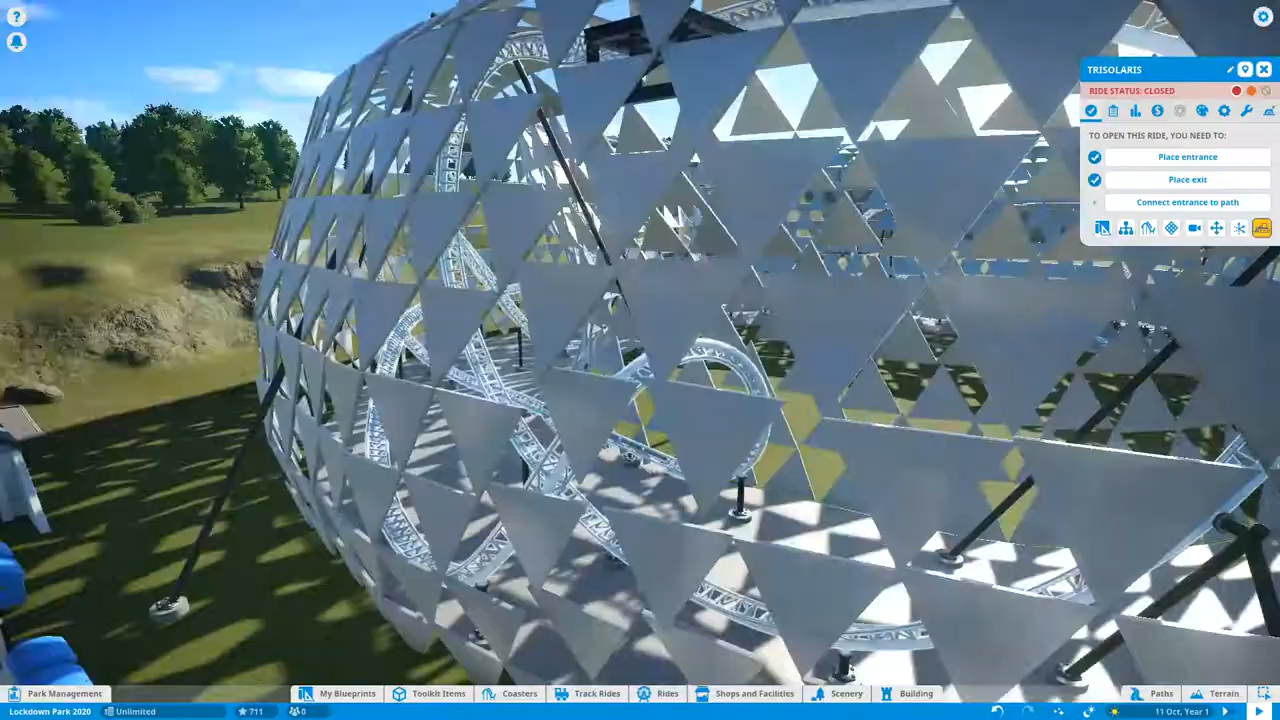 ?
TRISOLARIS
RIDE STATUS: CLOSED
TO OPEN THIS RIDE, YOU NEED TO:
Place entrance
Place exit
Connect entrance to path
Park Management
My Blueprints
Toolkit Items
Coasters
Track Rides
Rides
Shops and Facilities
Scenery
Building
Paths
Terrain
Lockdown Park 2020
Unlimited
711
0
11 Oct, Year 1